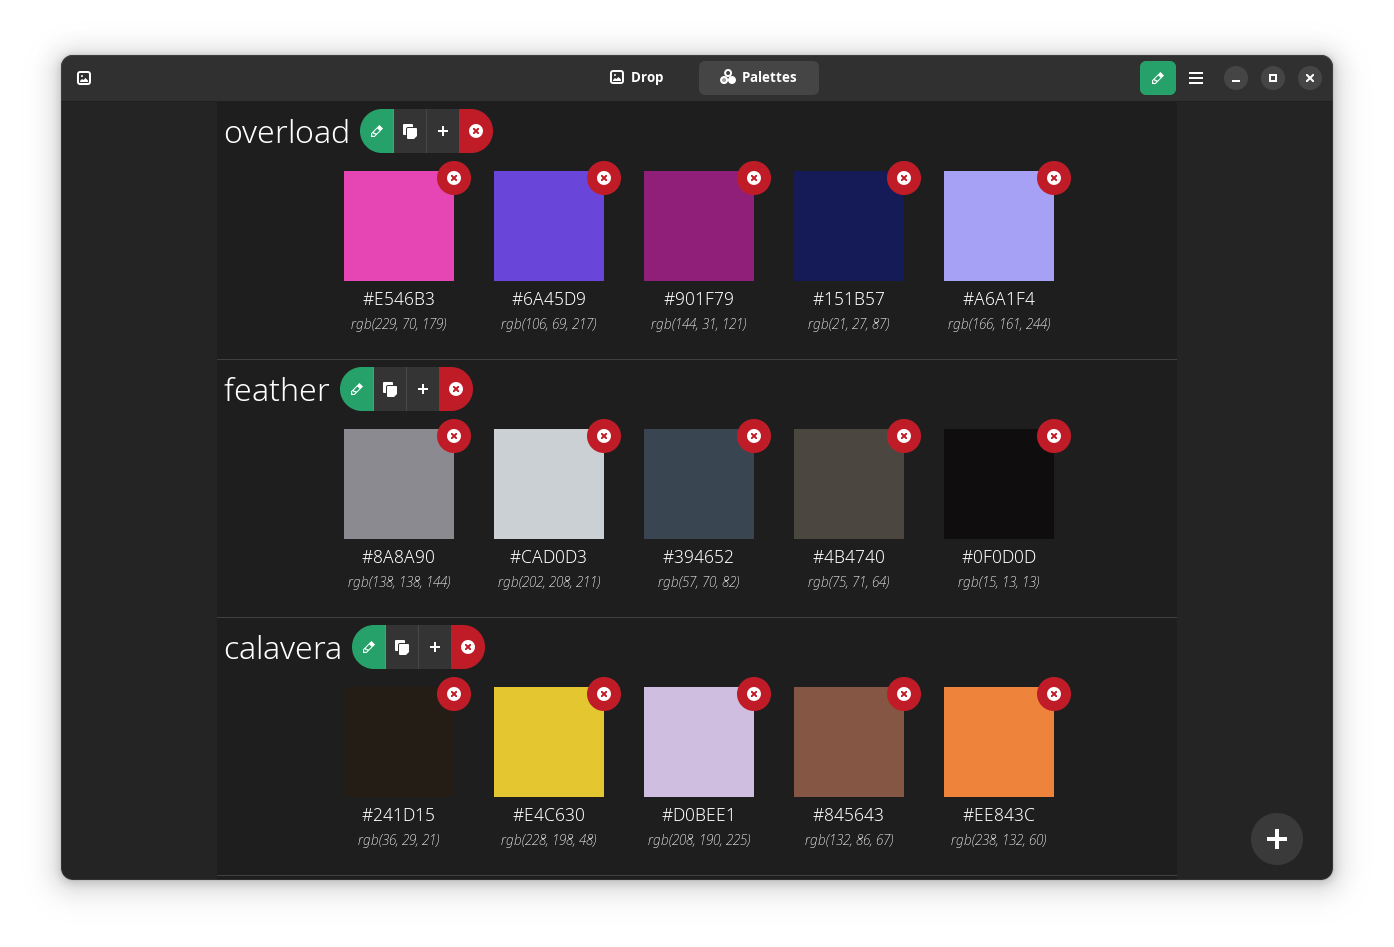 Drop Palettes
overload
#E546B3 #6A45D9 #901F79 #151B57 #A6A1F4
rgb(229, 70, 179) rgb(106, 69, 217) rgb(144, 31, 121) rgb(21, 27, 87) rgb(166, 161, 244)
feather
#8A8A90 #CAD0D3 #394652 #4B4740 #0F0D0D
rgb(138, 138, 144) rgb(202, 208, 211) rgb(57, 70, 82) rgb(75, 71, 64) rgb(15, 13, 13)
calavera
#241D15 #E4C630 #D0BEE1 #845643 #EE843C
rgb(36, 29, 21) rgb(228, 198, 48) rgb(208, 190, 225) rgb(132, 86, 67) rgb(238, 132, 60)